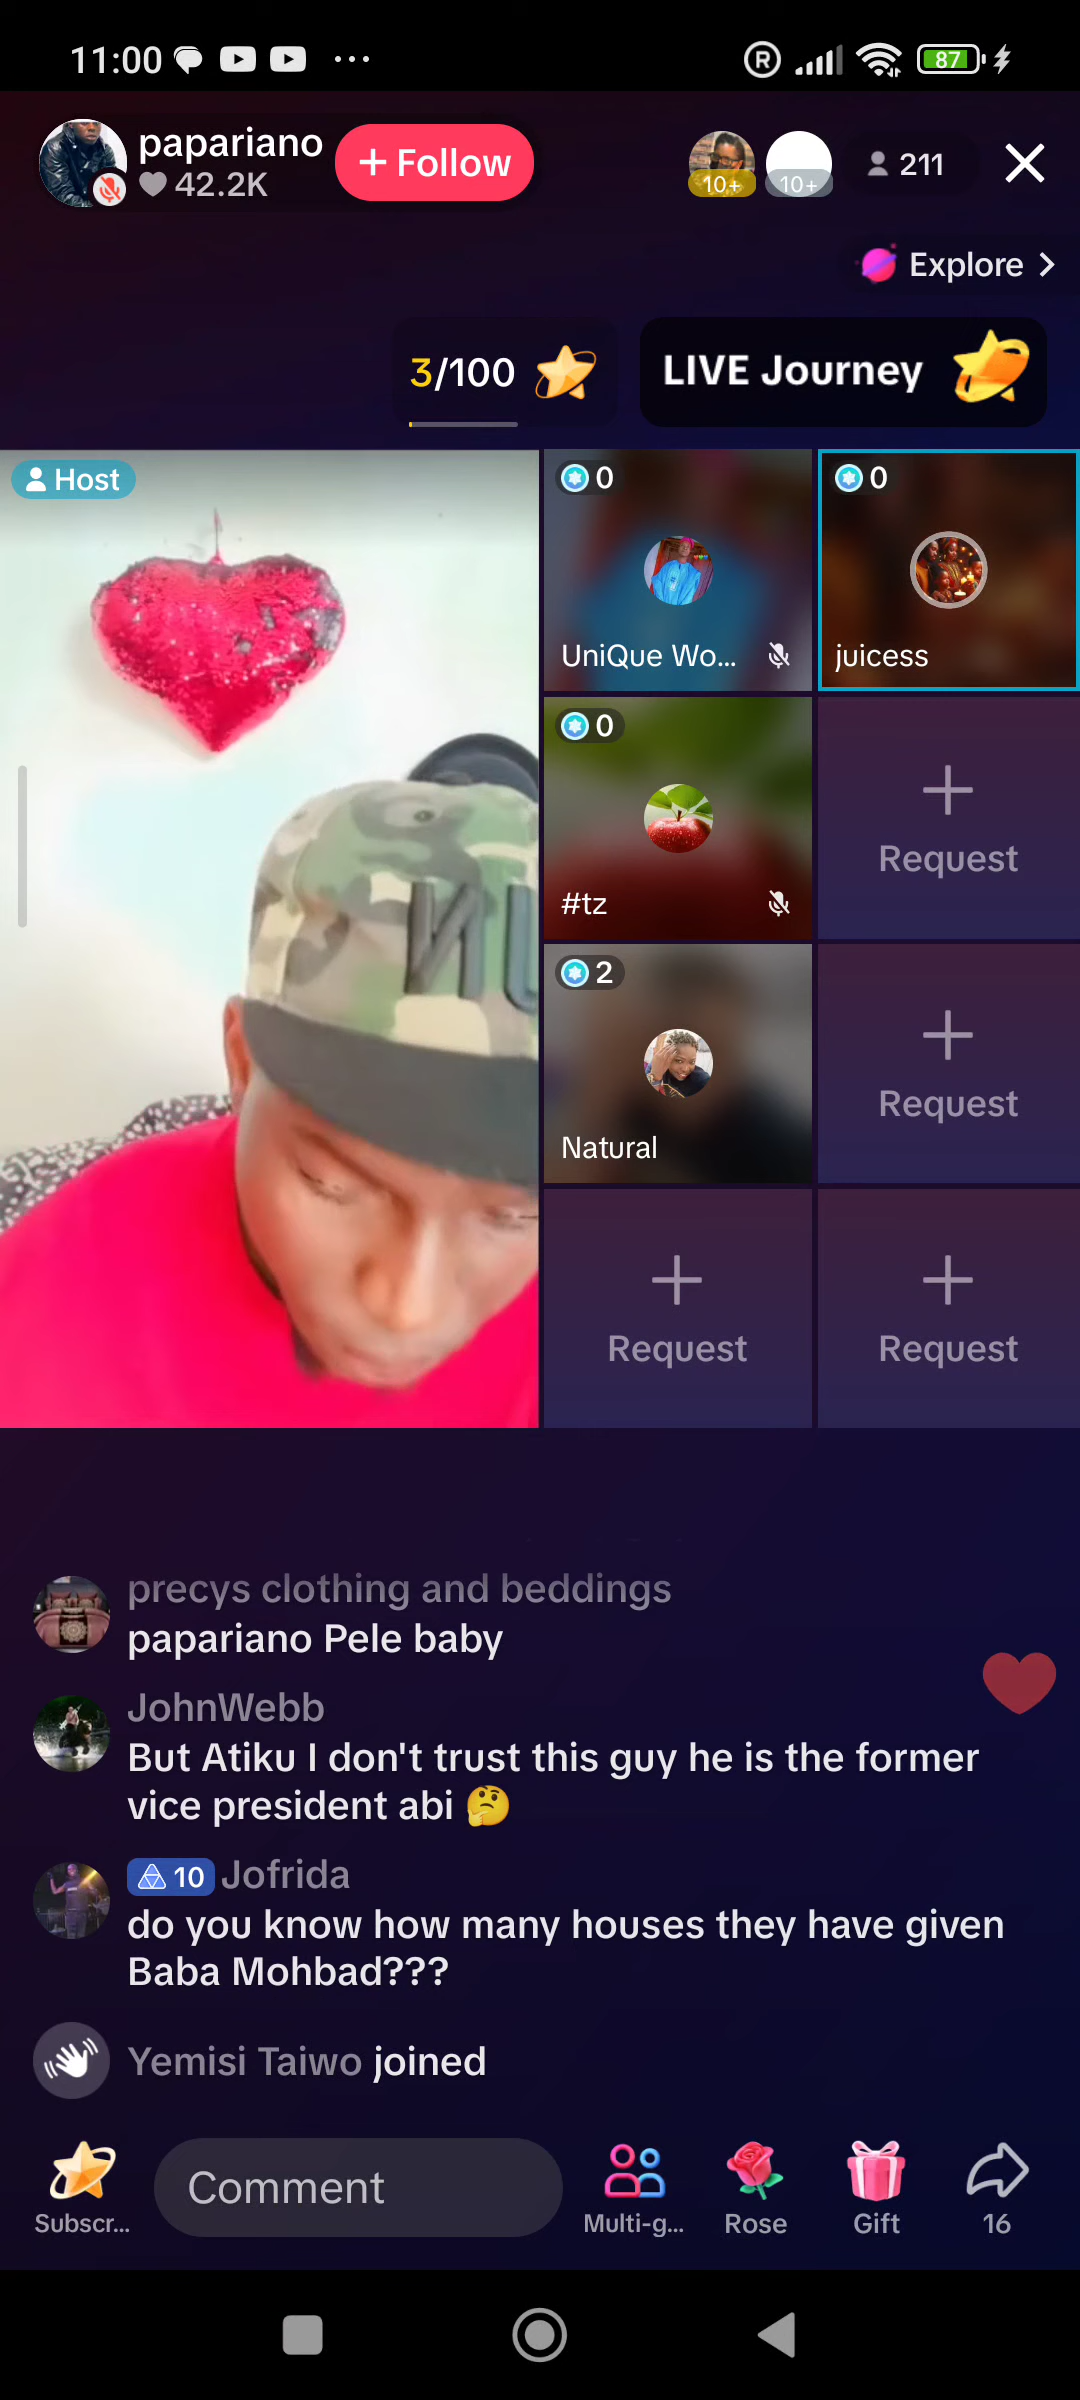 11:00
87
papariano
42.2K
+ Follow
10+
10+
211
Explore
3/100
LIVE Journey
Host
0
UniQue Wo...
0
juicess
0
#tz
Request
2
Natural
Request
Request
Request
precys clothing and beddings
papariano Pele baby
JohnWebb
But Atiku I don't trust this guy he is the former
vice president abi 🤔
10 Jofrida
do you know how many houses they have given
Baba Mohbad???
Yemisi Taiwo joined
Subscr...
Comment
Multi-g...
Rose
Gift
16